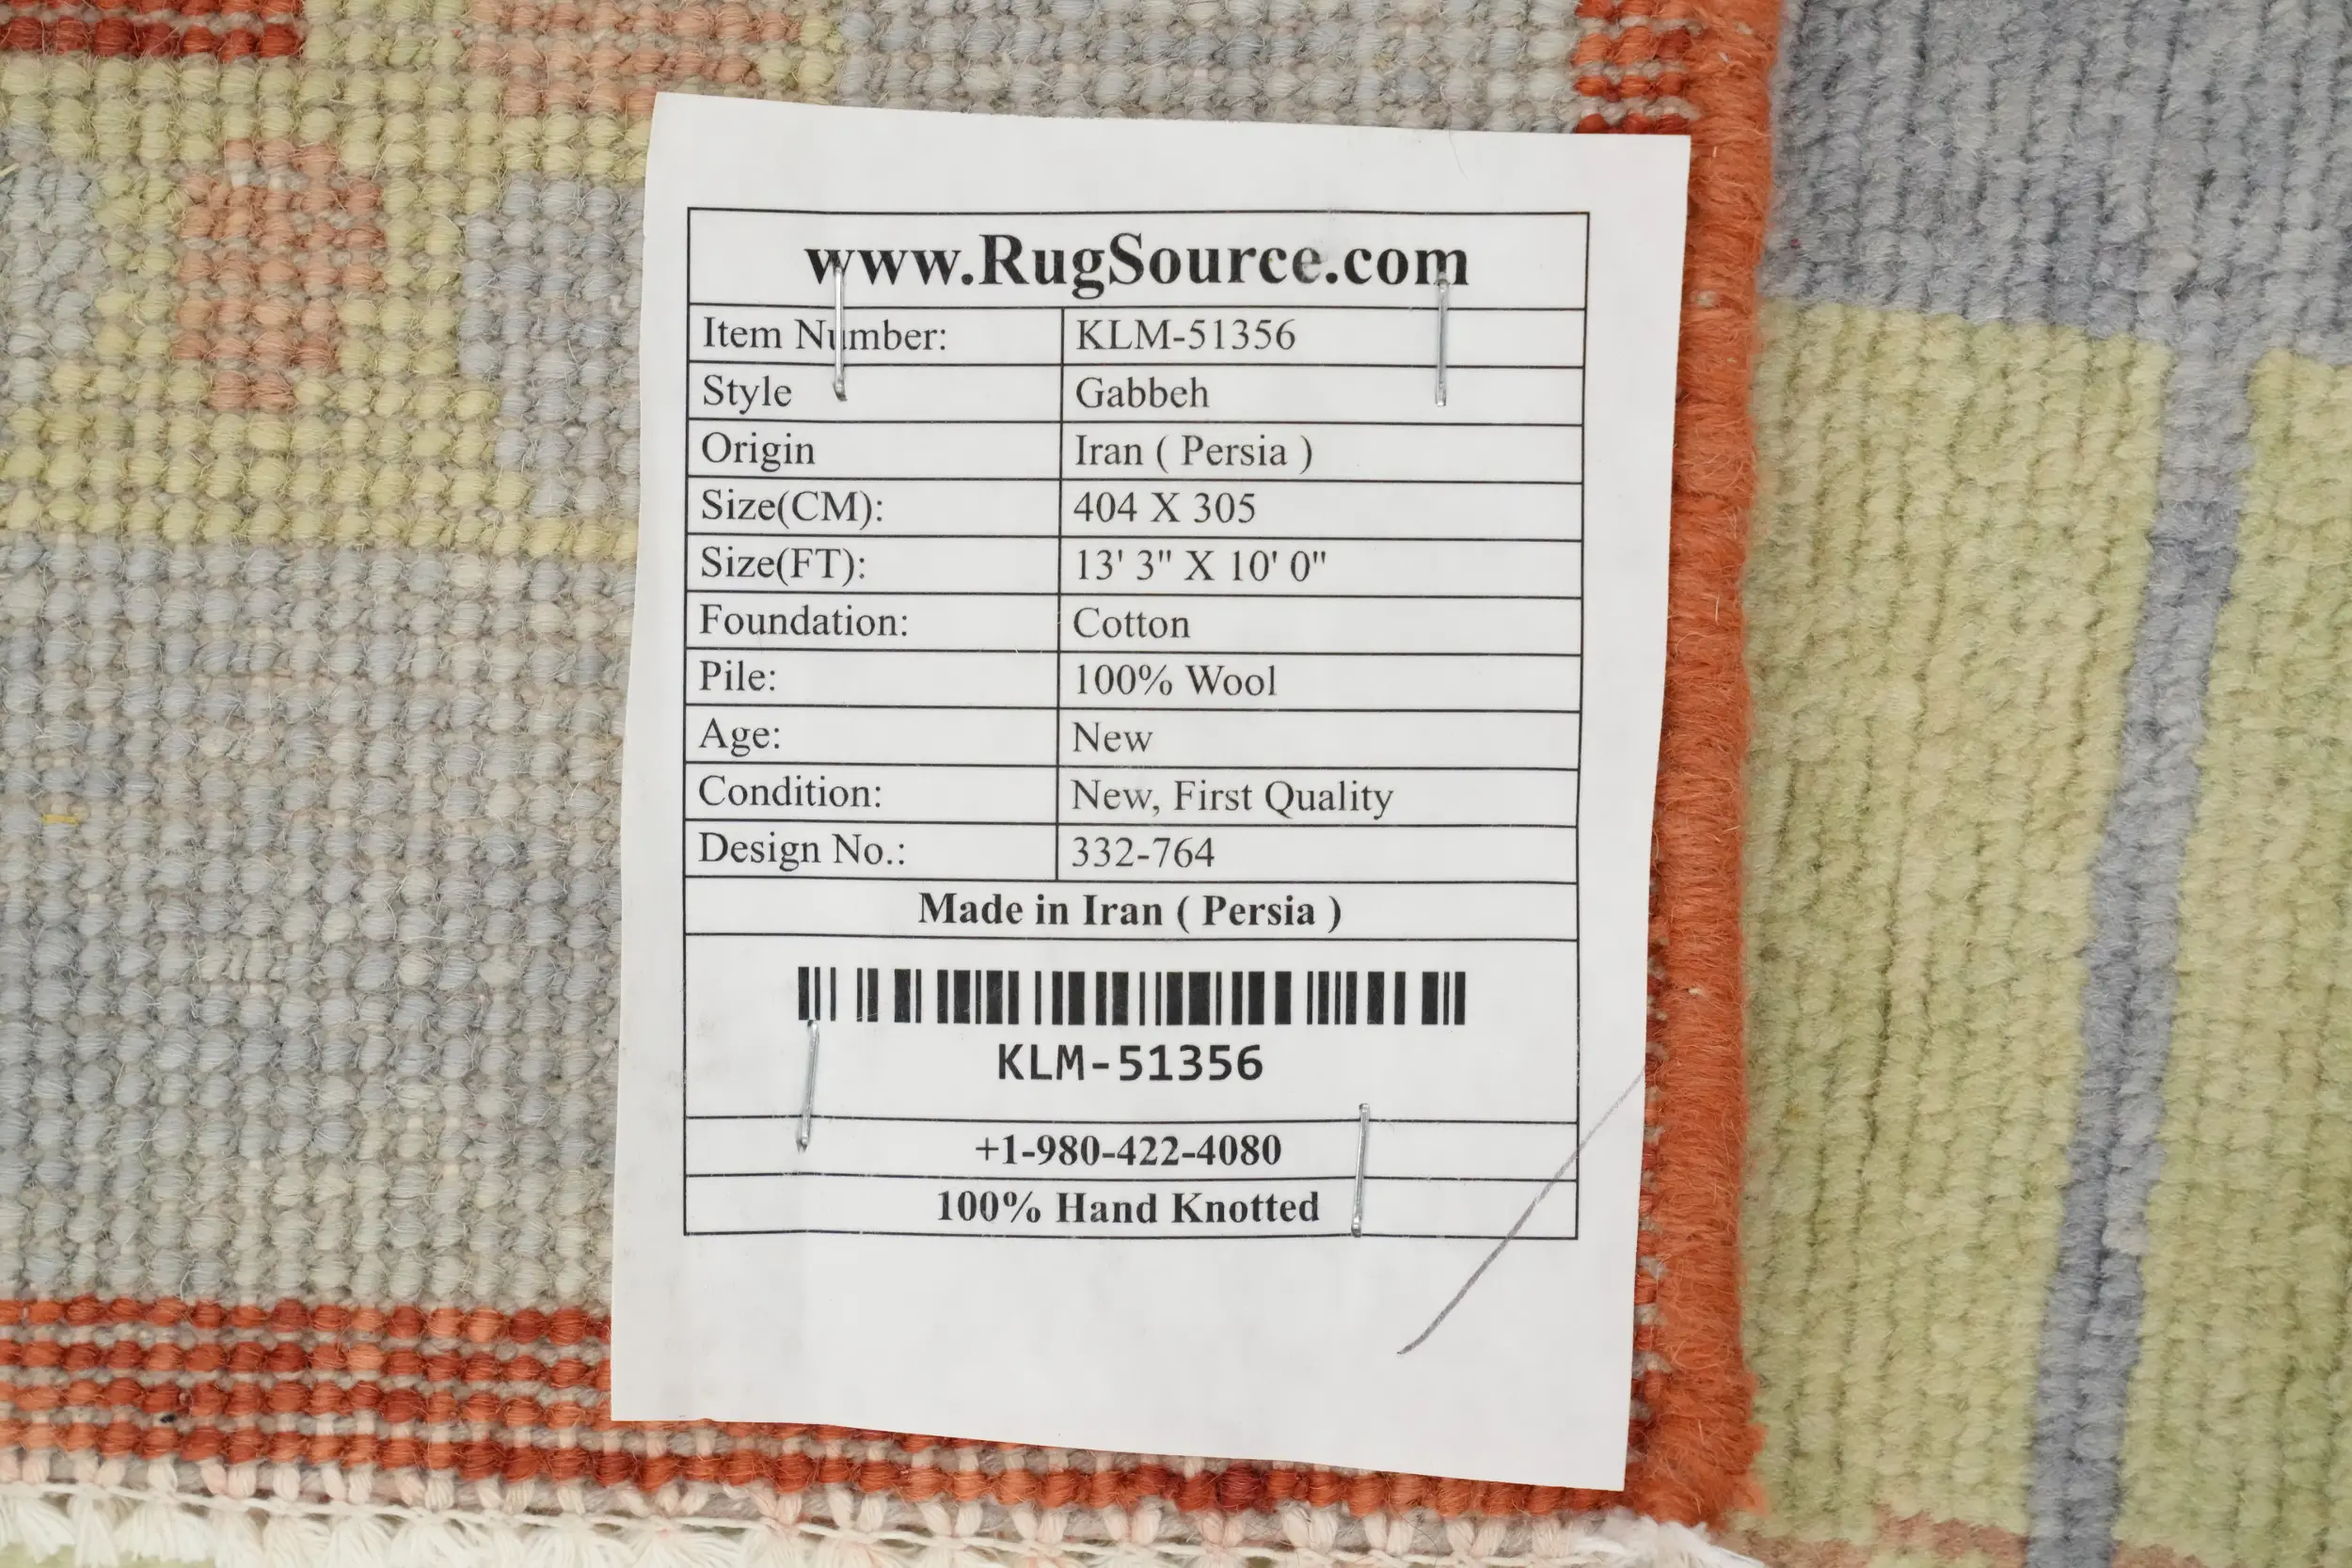 www.RugSource.com
Item Number: KLM-51356
Style Gabbeh
Origin Iran ( Persia )
Size(CM): 404 X 305
Size(FT): 13' 3" X 10' 0"
Foundation: Cotton
Pile: 100% Wool
Age: New
Condition: New, First Quality
Design No.: 332-764
Made in Iran ( Persia )
KLM-51356
+1-980-422-4080
100% Hand Knotted